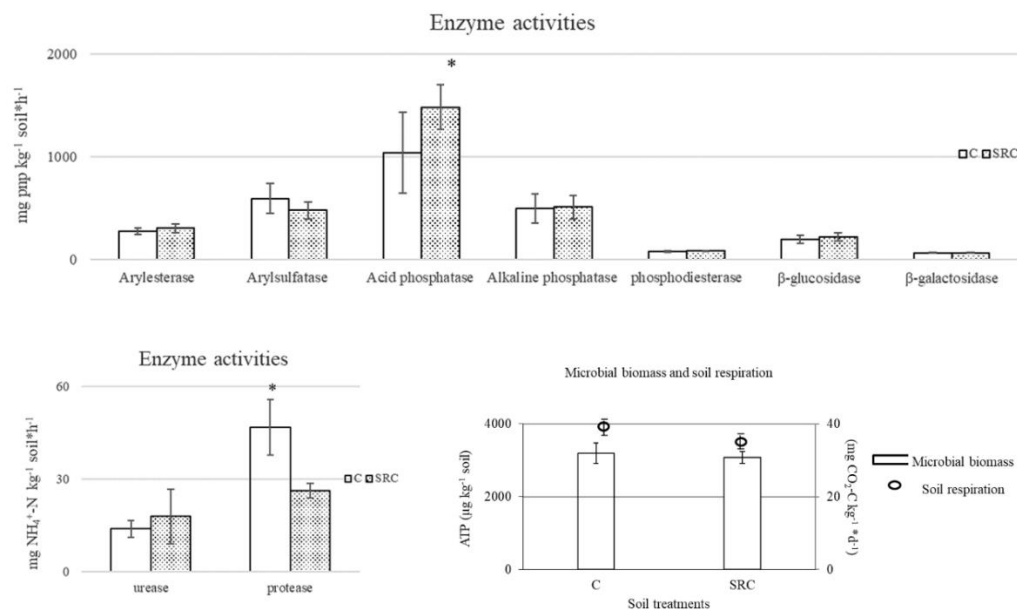 Enzyme activities
2000
1000
0
mg pnp kg⁻¹ soil*h⁻¹
*
C SRC
Arylesterase Arylsulfatase Acid phosphatase Alkaline phosphatase phosphodiesterase β-glucosidase β-galactosidase
Enzyme activities
60
30
0
mg NH₄⁺-N kg⁻¹ soil*h⁻¹
*
C SRC
urease protease
Microbial biomass and soil respiration
4000
2000
0
ATP (µg kg⁻¹ soil)
40
20
0
(mg CO₂-C kg⁻¹ * d⁻¹)
C SRC
Soil treatments
Microbial biomass
Soil respiration